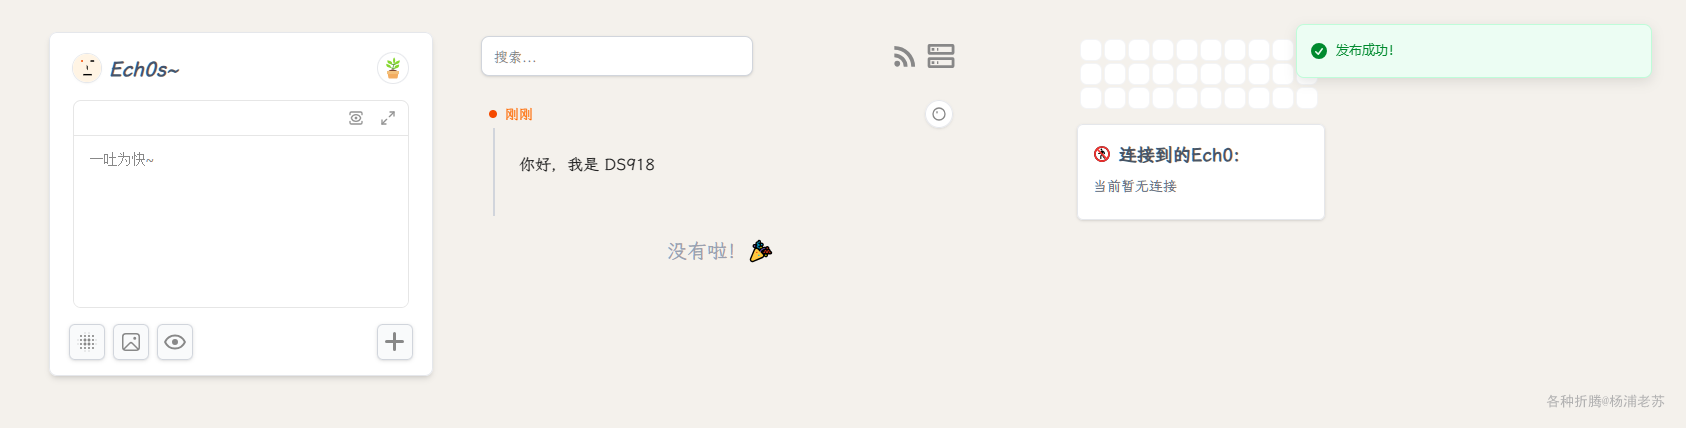 Ech0s~
一吐为快~
搜索...
刚刚
你好，我是 DS918
没有啦！
发布成功！
连接到的Ech0：
当前暂无连接
各种折腾@杨浦老苏